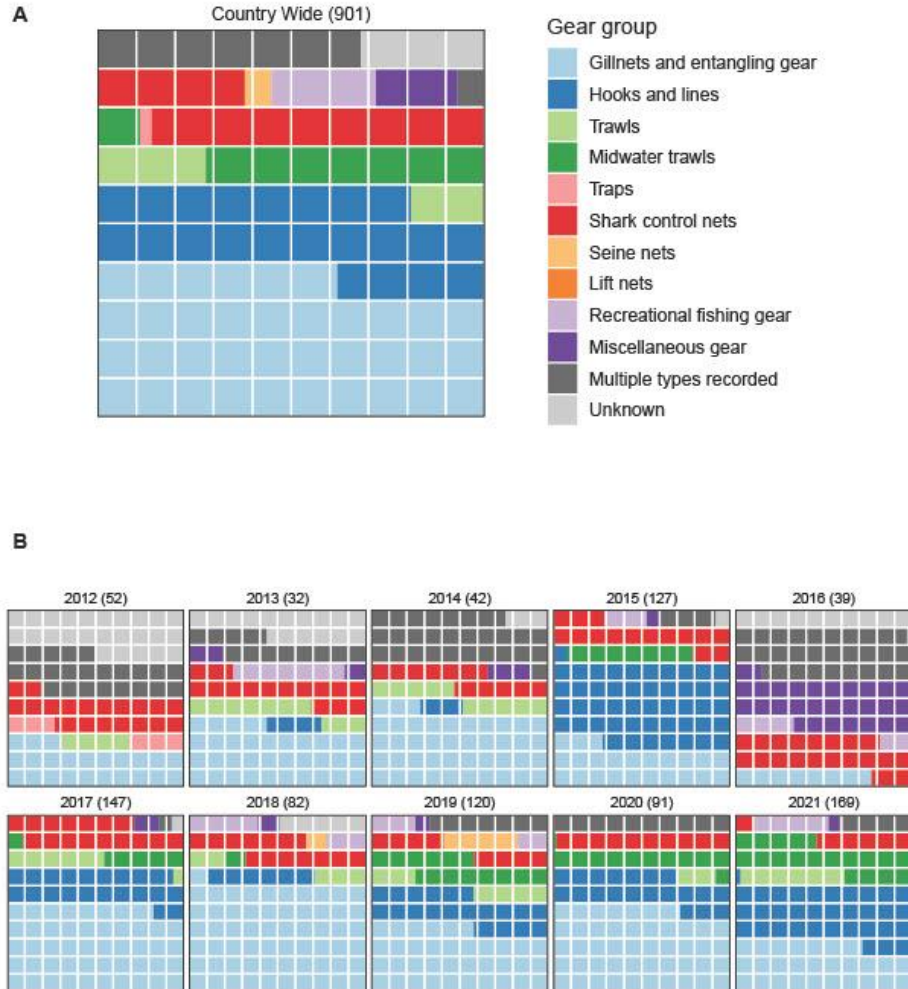 A
Country Wide (901)
Gear group
Gillnets and entangling gear
Hooks and lines
Trawls
Midwater trawls
Traps
Shark control nets
Seine nets
Lift nets
Recreational fishing gear
Miscellaneous gear
Multiple types recorded
Unknown
B
2012 (52)
2013 (32)
2014 (42)
2015 (127)
2016 (39)
2017 (147)
2018 (82)
2019 (120)
2020 (91)
2021 (169)